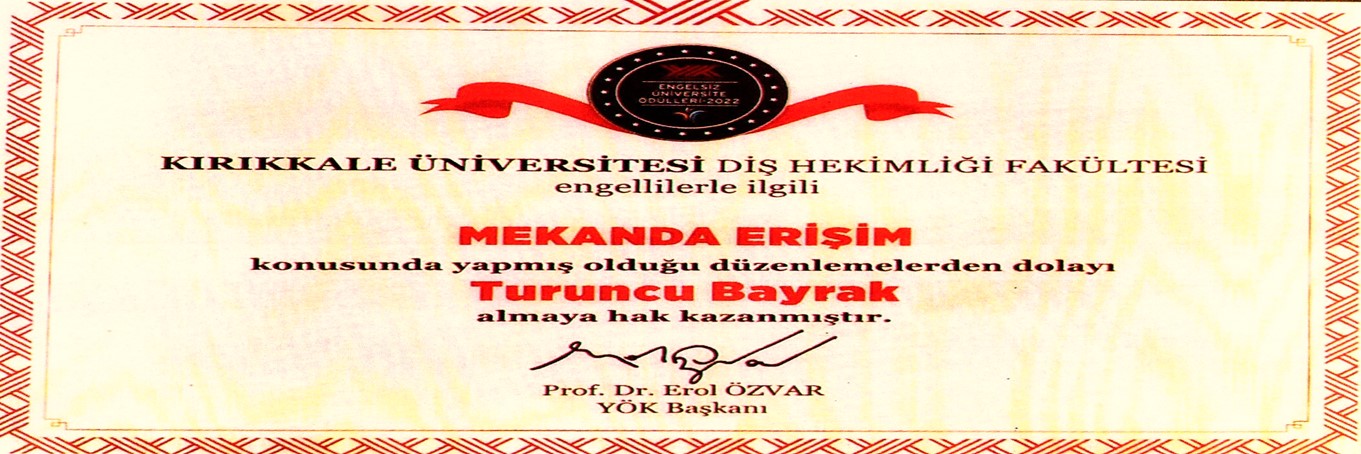 ENGELSİZ
ÜNİVERSİTE
ÖDÜLLERİ-2022
KIRIKKALE ÜNİVERSİTESİ DİŞ HEKİMLİĞİ FAKÜLTESİ
engellilerle ilgili
MEKANDA ERİŞİM
konusunda yapmış olduğu düzenlemelerden dolayı
Turuncu Bayrak
almaya hak kazanmıştır.
Prof. Dr. Erol ÖZVAR
YÖK Başkanı